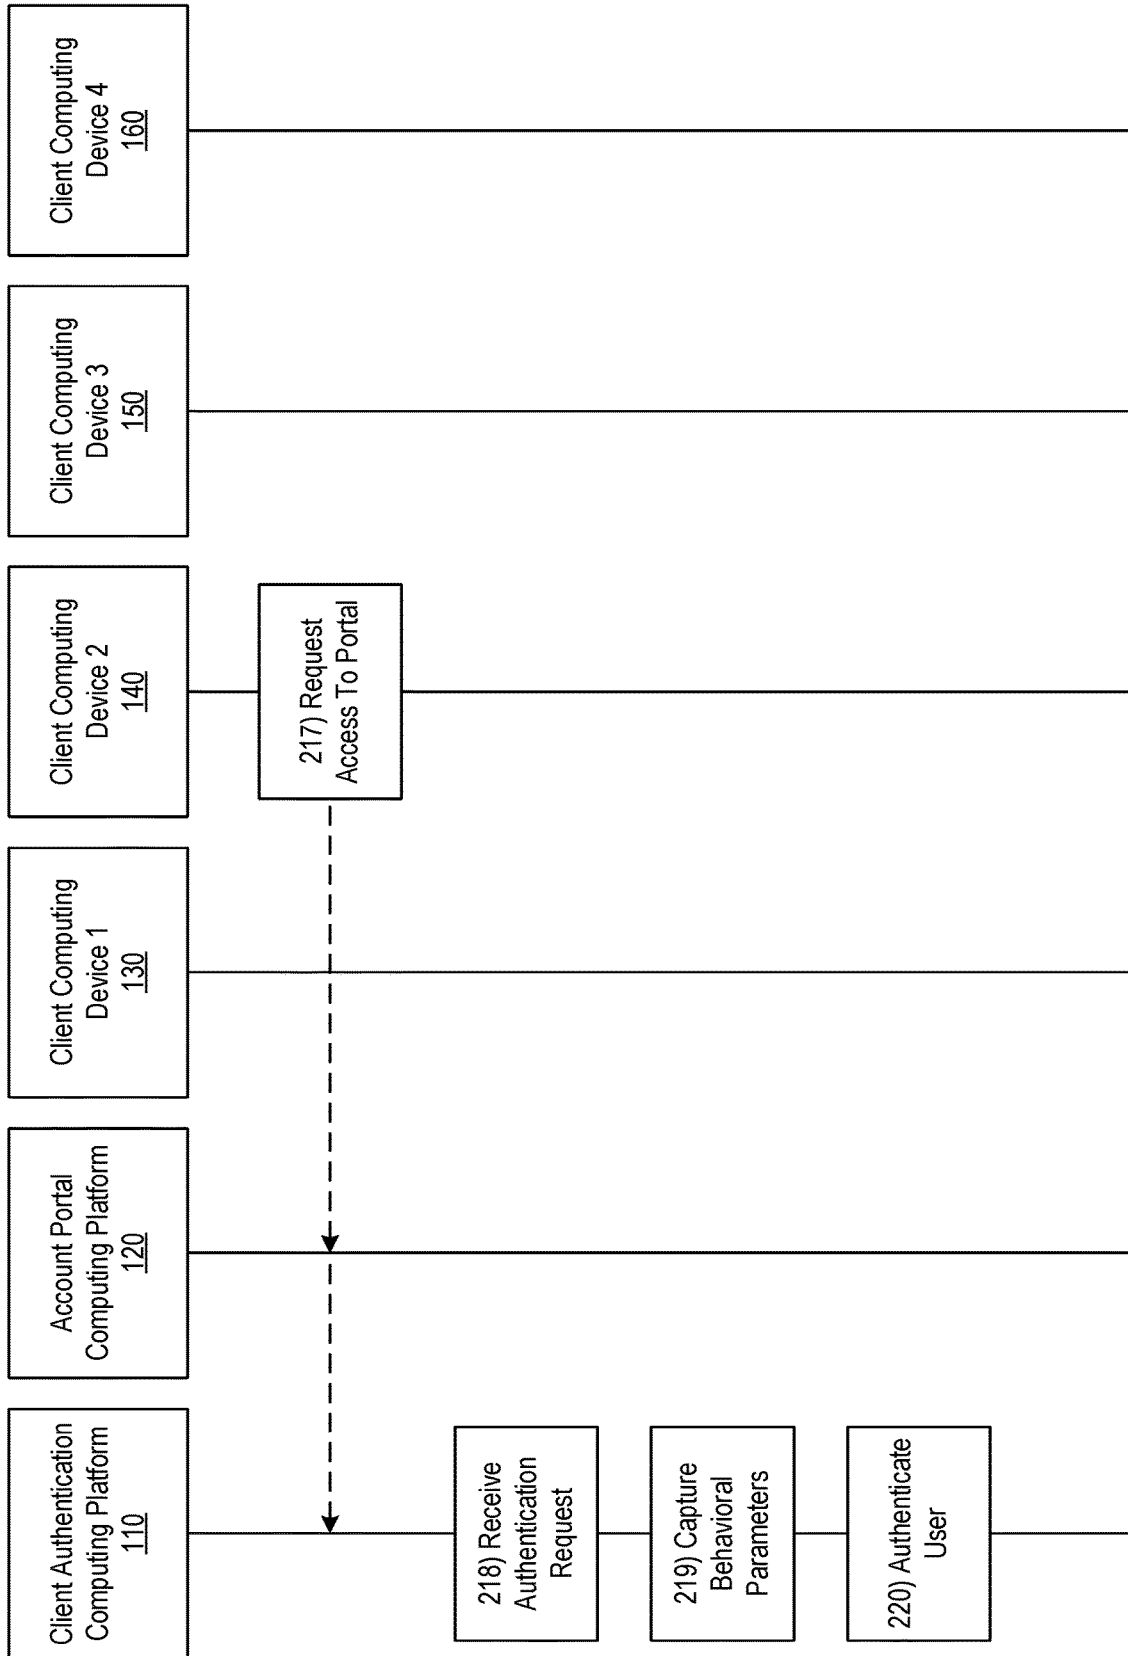 Client Authentication
Computing Platform
110
Account Portal
Computing Platform
120
Client Computing
Device 1
130
Client Computing
Device 2
140
Client Computing
Device 3
150
Client Computing
Device 4
160
217) Request
Access To Portal
218) Receive
Authentication
Request
219) Capture
Behavioral
Parameters
220) Authenticate
User